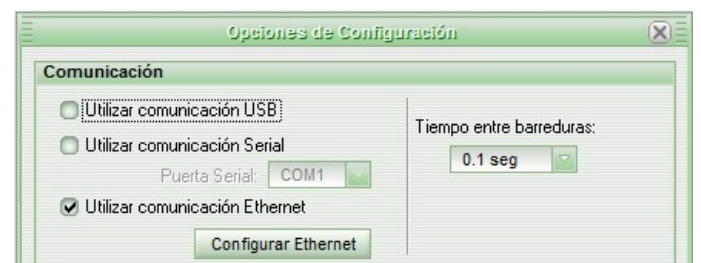 Opciones de Configuración
Comunicación
Utilizar comunicación USB
Utilizar comunicación Serial
Puerta Serial: COM1
Utilizar comunicación Ethernet
Configurar Ethernet
Tiempo entre barreduras:
0.1 seg